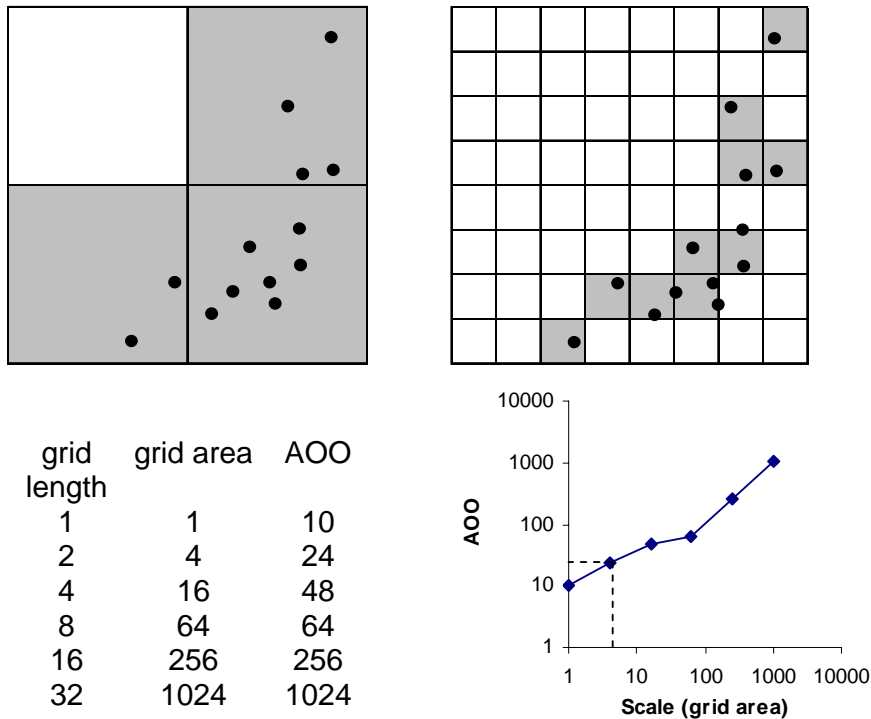 grid grid area AOO
length
1 1 10
2 4 24
4 16 48
8 64 64
16 256 256
32 1024 1024
10000
1000
100
10
1
AOO
1 10 100 1000 10000
Scale (grid area)